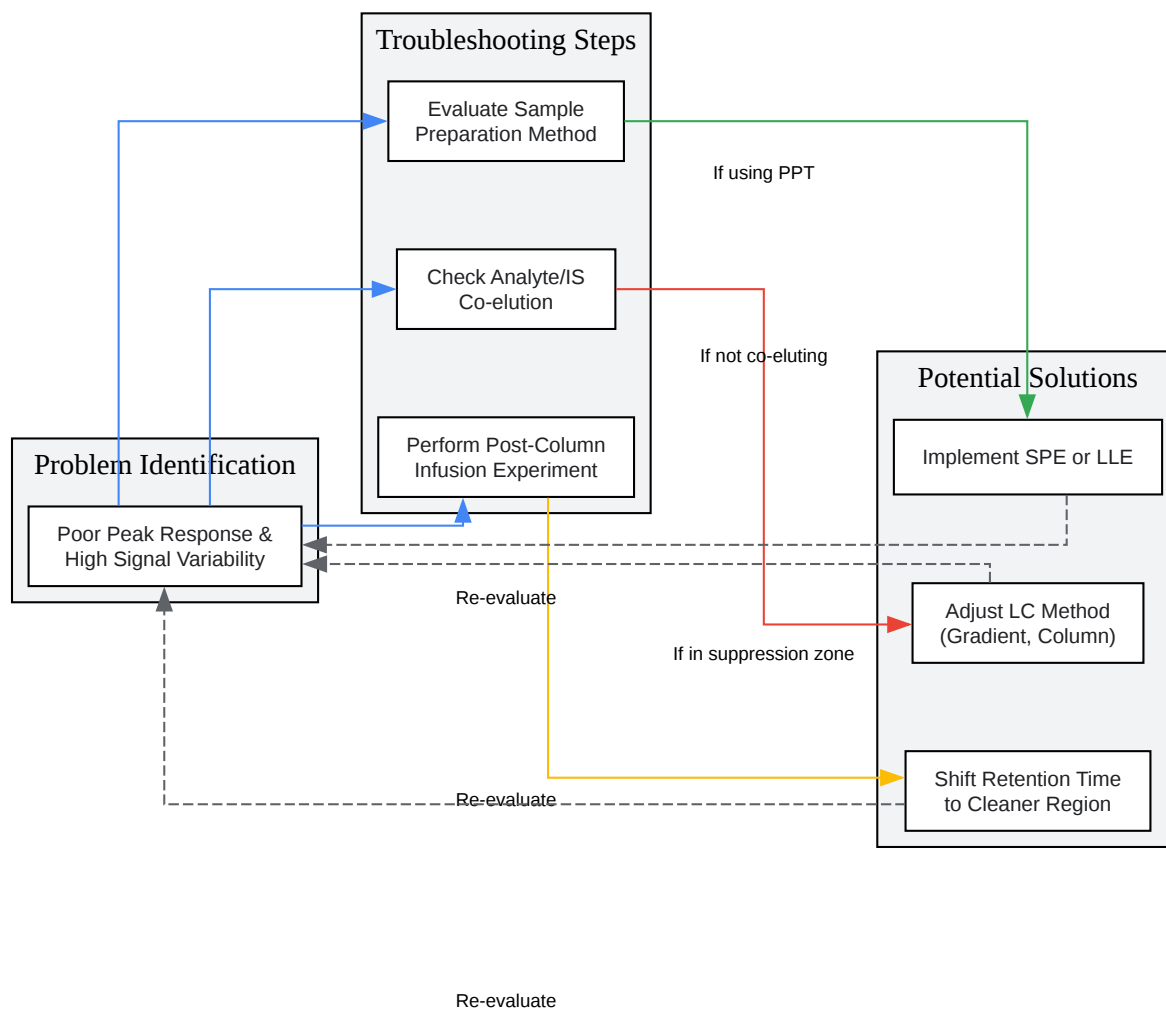 Troubleshooting Steps
Evaluate Sample
Preparation Method
If using PPT
Check Analyte/IS
Co-elution
If not co-eluting
Potential Solutions
Perform Post-Column
Infusion Experiment
Implement SPE or LLE
Problem Identification
Poor Peak Response &
High Signal Variability
Re-evaluate
Adjust LC Method
(Gradient, Column)
If in suppression zone
Shift Retention Time
to Cleaner Region
Re-evaluate
Re-evaluate